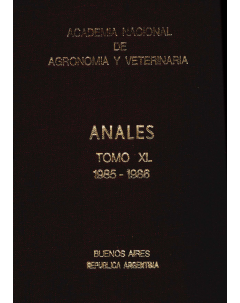 ACADEMIA NACIONAL
DE
AGRONOMIA Y VETERINARIA
ANALES
TOMO XL
1985 - 1986
BUENOS AIRES
REPUBLICA ARGENTINA